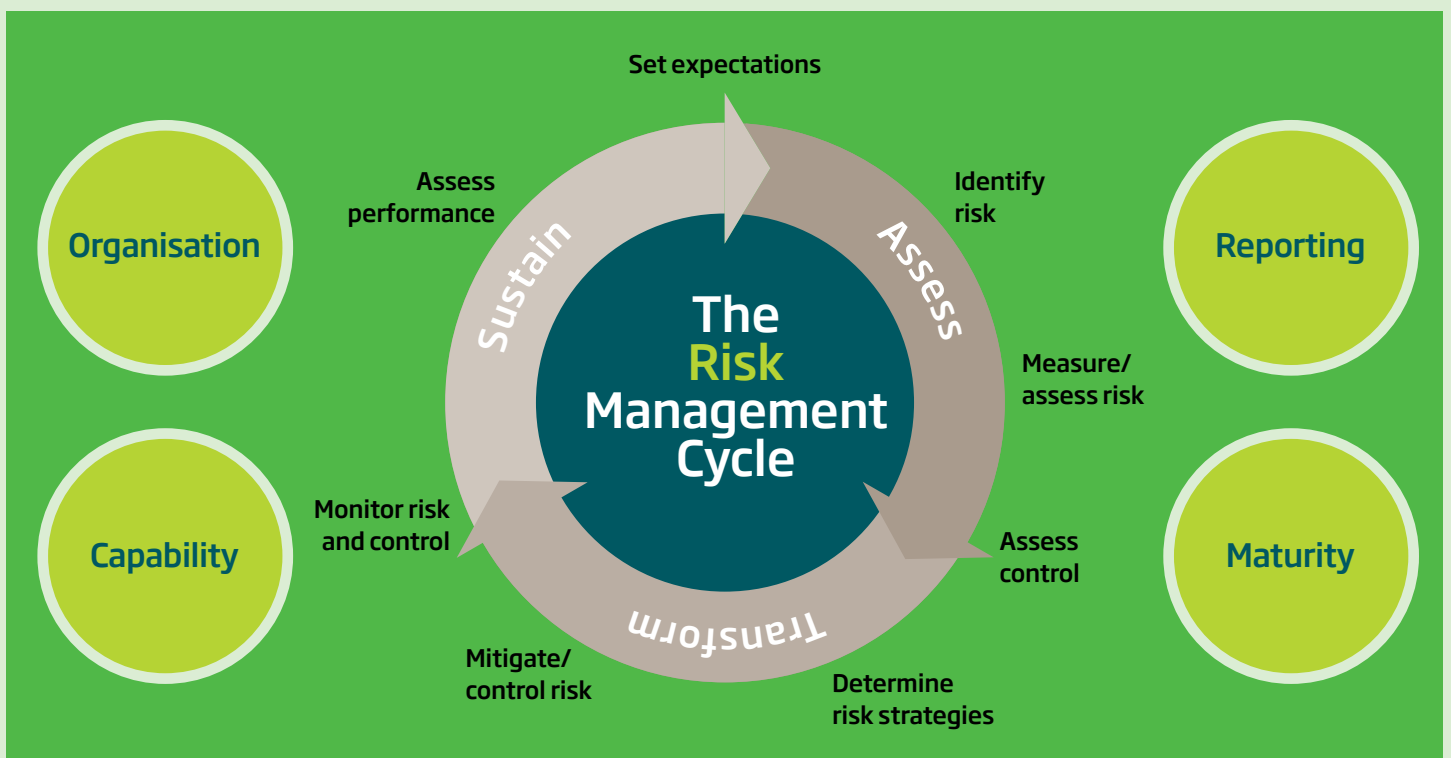 Set expectations
Assess
performance
Identify
risk
Organisation
Sustain
Assess
Reporting
The
Risk
Management
Cycle
Measure/
assess risk
Monitor risk
and control
Assess
control
Capability
Maturity
Transform
Mitigate/
control risk
Determine
risk strategies